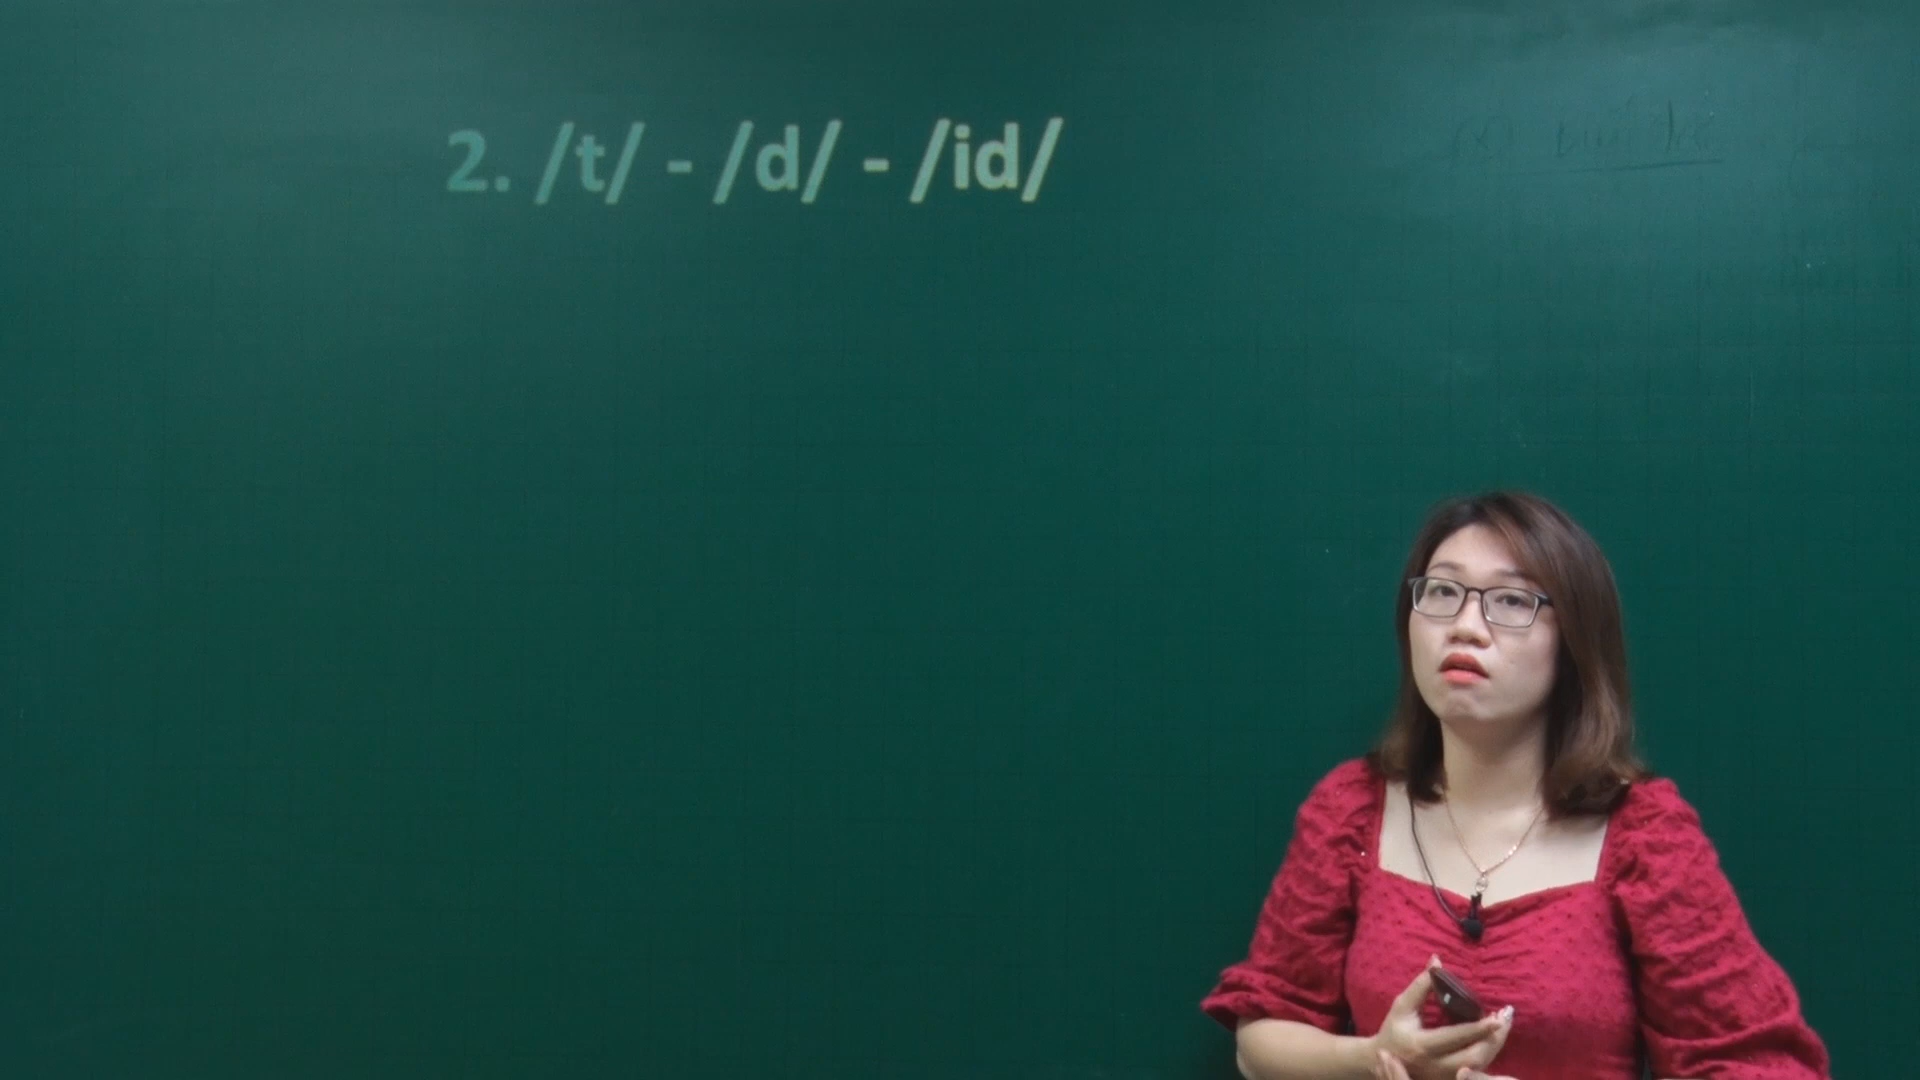 2. /t/ - /d/ - /id/